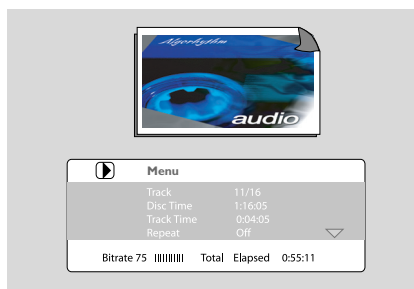 Algorhythm
audio
Menu
Track 11/16
Disc Time 1:16:05
Track Time 0:04:05
Repeat Off
Bitrate 75 Total Elapsed 0:55:11